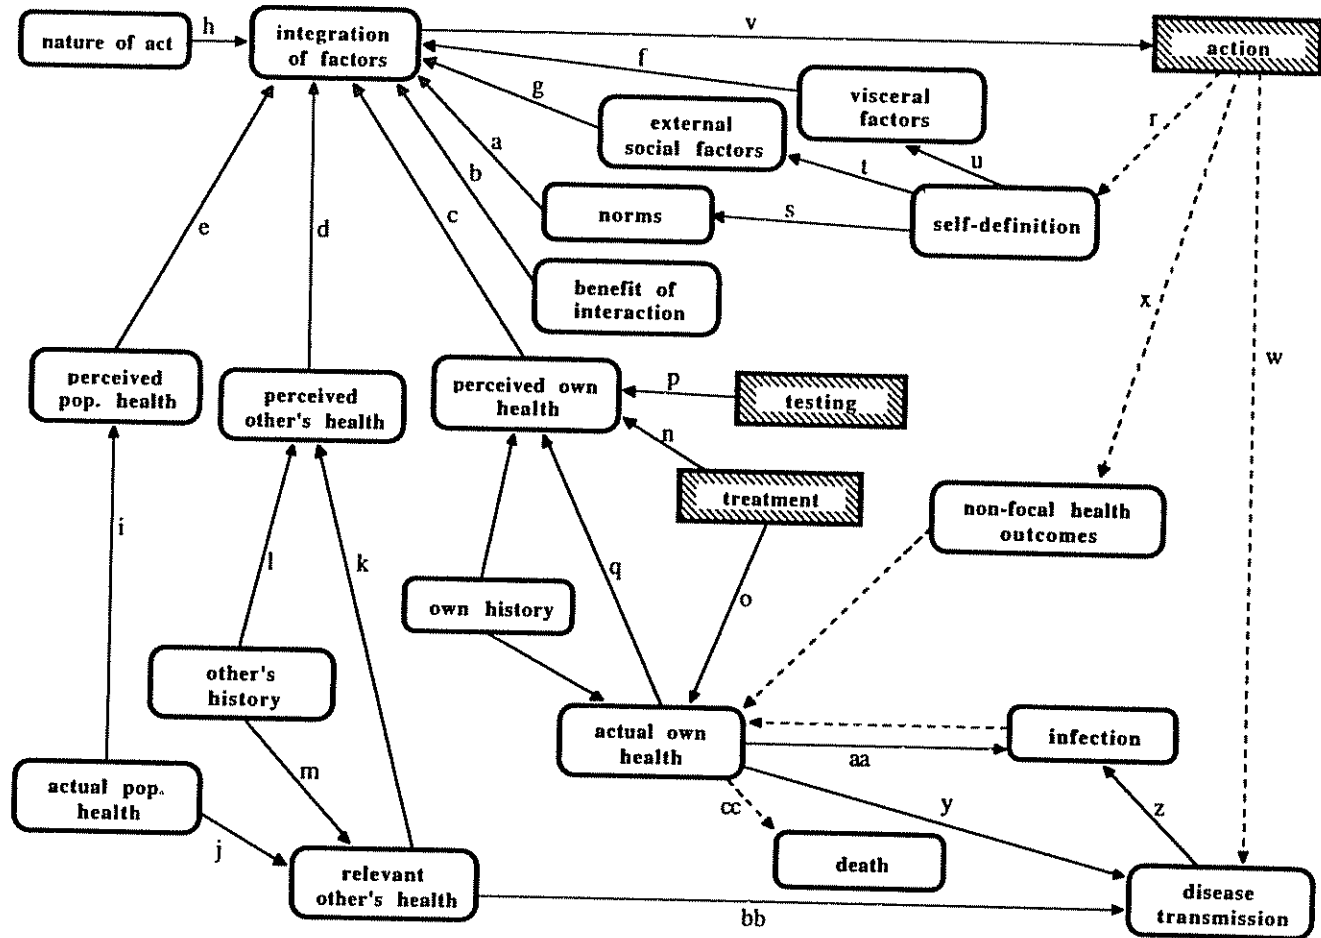 nature of act
h
integration
of factors
v
action
f
visceral
factors
g
external
social factors
r
a
b
t
u
norms
s
self-definition
e
d
c
benefit of
interaction
x
w
perceived
pop. health
perceived
other's health
perceived own
health
p
testing
n
treatment
non-focal health
outcomes
i
l
k
q
o
own history
other's
history
actual own
health
infection
aa
m
actual pop.
health
cc
y
z
j
death
relevant
other's health
bb
disease
transmission